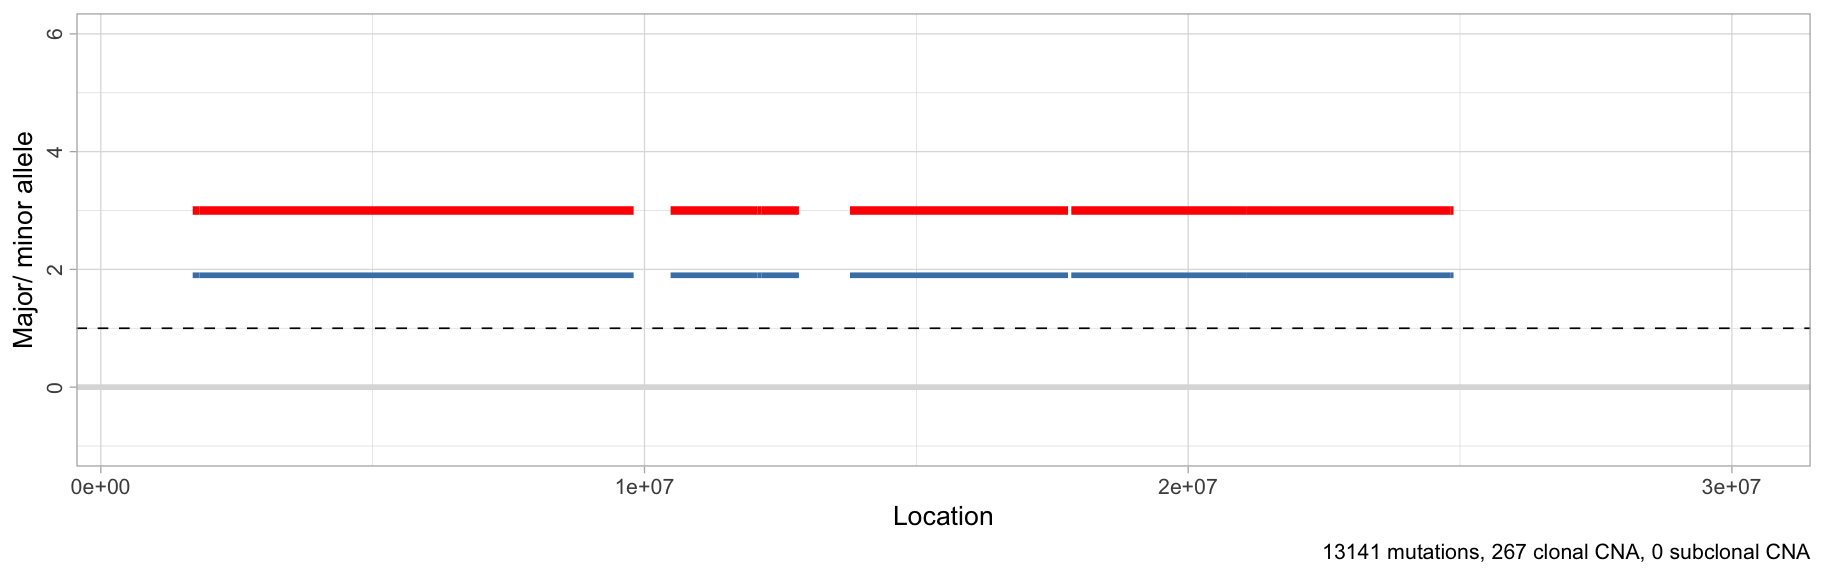 Major/ minor allele
6
4
2
0
0e+00 1e+07 2e+07 3e+07
Location
13141 mutations, 267 clonal CNA, 0 subclonal CNA